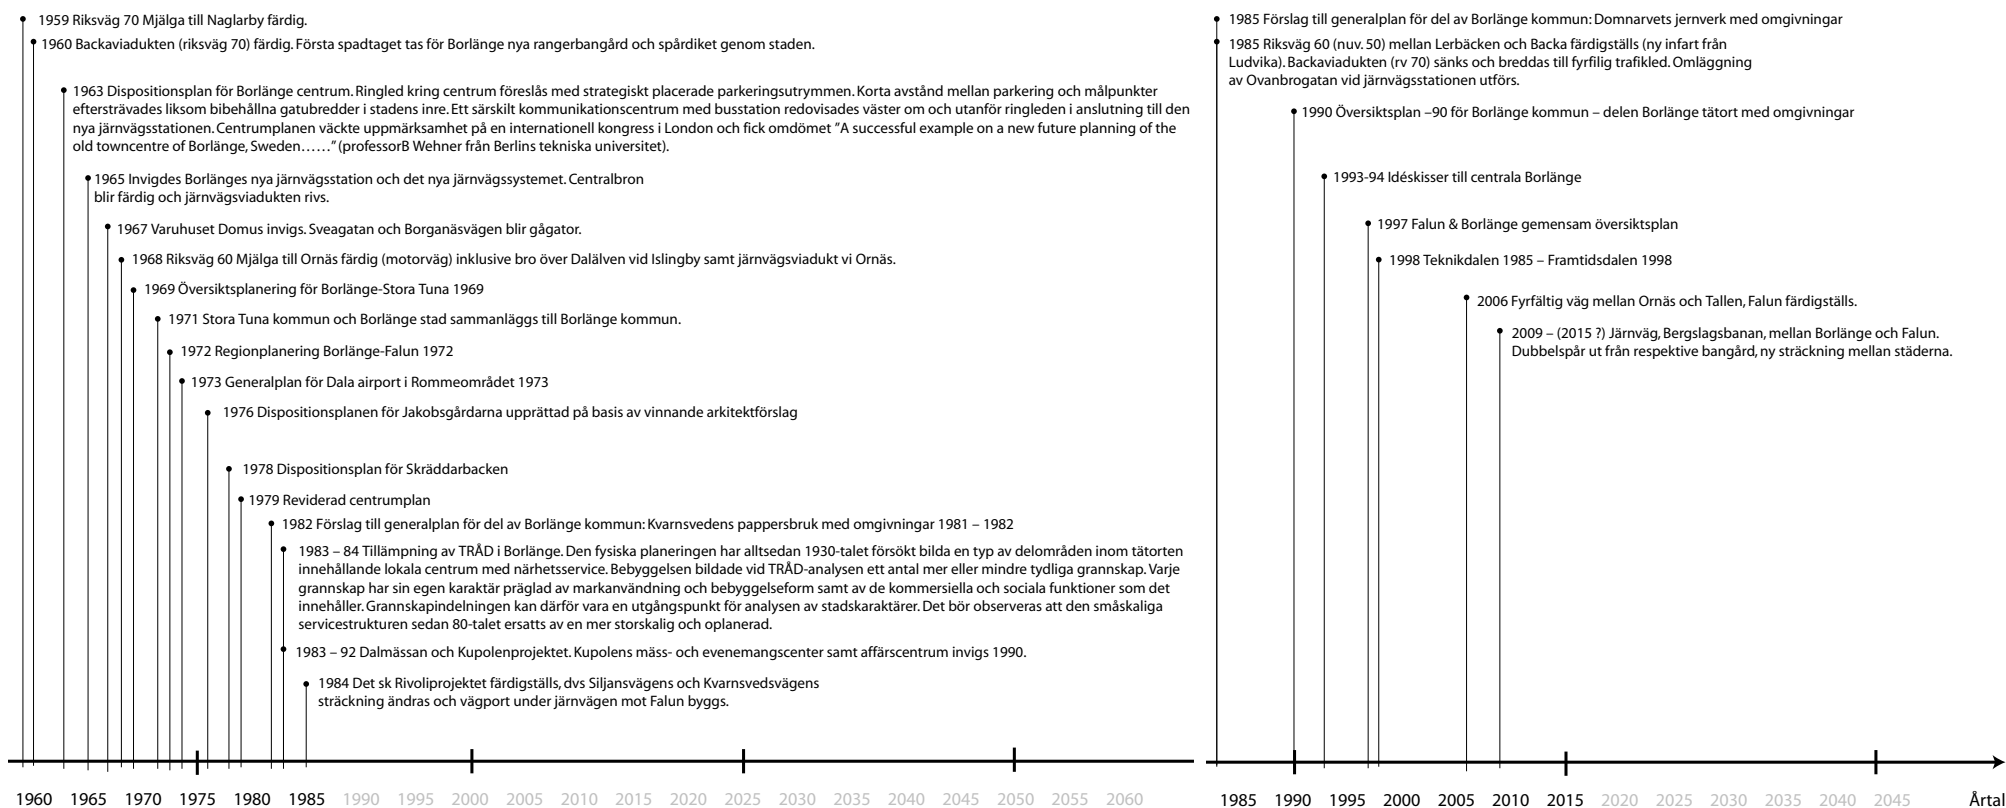 1959 Riksväg 70 Mjälga till Naglarby färdig.
1960 Backaviadukten (riksväg 70) färdig. Första spadtaget tas för Borlänge nya rangerbangård och spårdiket genom staden.
1963 Dispositionsplan för Borlänge centrum. Ringled kring centrum föreslås med strategiskt placerade parkeringsutrymmen. Korta avstånd mellan parkering och målpunkter
eftersträvades liksom bibehållna gatubredder i stadens inre. Ett särskilt kommunikationscentrum med busstation redovisades väster om och utanför ringleden i anslutning till den
nya järnvägsstationen. Centrumplanen väckte uppmärksamhet på en internationell kongress i London och fick omdömet "A successful example on a new future planning of the
old towncentre of Borlänge, Sweden……" (professorB Wehner från Berlins tekniska universitet).
1965 Invigdes Borlänges nya järnvägsstation och det nya järnvägssystemet. Centralbron
blir färdig och järnvägsviadukten rivs.
1967 Varuhuset Domus invigs. Sveagatan och Borganäsvägen blir gågator.
1968 Riksväg 60 Mjälga till Ornäs färdig (motorväg) inklusive bro över Dalälven vid Islingby samt järnvägsviadukt vi Ornäs.
1969 Översiktsplanering för Borlänge-Stora Tuna 1969
1971 Stora Tuna kommun och Borlänge stad sammanläggs till Borlänge kommun.
1972 Regionplanering Borlänge-Falun 1972
1973 Generalplan för Dala airport i Rommeområdet 1973
1976 Dispositionsplanen för Jakobsgårdarna upprättad på basis av vinnande arkitektförslag
1978 Dispositionsplan för Skräddarbacken
1979 Reviderad centrumplan
1982 Förslag till generalplan för del av Borlänge kommun: Kvarnsvedens pappersbruk med omgivningar 1981 – 1982
1983 – 84 Tillämpning av TRÅD i Borlänge. Den fysiska planeringen har alltsedan 1930-talet försökt bilda en typ av delområden inom tätorten
innehållande lokala centrum med närhetsservice. Bebyggelsen bildade vid TRÅD-analysen ett antal mer eller mindre tydliga grannskap. Varje
grannskap har sin egen karaktär präglad av markanvändning och bebyggelseform samt av de kommersiella och sociala funktioner som det
innehåller. Grannskapindelningen kan därför vara en utgångspunkt för analysen av stadskaraktärer. Det bör observeras att den småskaliga
servicestrukturen sedan 80-talet ersatts av en mer storskalig och oplanerad.
1983 – 92 Dalmässan och Kupolenprojektet. Kupolens mäss- och evenemangscenter samt affärscentrum invigs 1990.
1984 Det sk Rivoliprojektet färdigställs, dvs Siljansvägens och Kvarnsvedsvägens
sträckning ändras och vägport under järnvägen mot Falun byggs.
1960 1965 1970 1975 1980 1985 1990 1995 2000 2005 2010 2015 2020 2025 2030 2035 2040 2045 2050 2055 2060
1985 Förslag till generalplan för del av Borlänge kommun: Domnarvets jernverk med omgivningar
1985 Riksväg 60 (nuv. 50) mellan Lerbäcken och Backa färdigställs (ny infart från
Ludvika). Backaviadukten (rv 70) sänks och breddas till fyrfilig trafikled. Omläggning
av Ovanbrogatan vid järnvägsstationen utförs.
1990 Översiktsplan –90 för Borlänge kommun – delen Borlänge tätort med omgivningar
1993-94 Idéskisser till centrala Borlänge
1997 Falun & Borlänge gemensam översiktsplan
1998 Teknikdalen 1985 – Framtidsdalen 1998
2006 Fyrfältig väg mellan Ornäs och Tallen, Falun färdigställs.
2009 – (2015 ?) Järnväg, Bergslagsbanan, mellan Borlänge och Falun.
Dubbelspår ut från respektive bangård, ny sträckning mellan städerna.
1985 1990 1995 2000 2005 2010 2015 2020 2025 2030 2035 2040 2045 Årtal